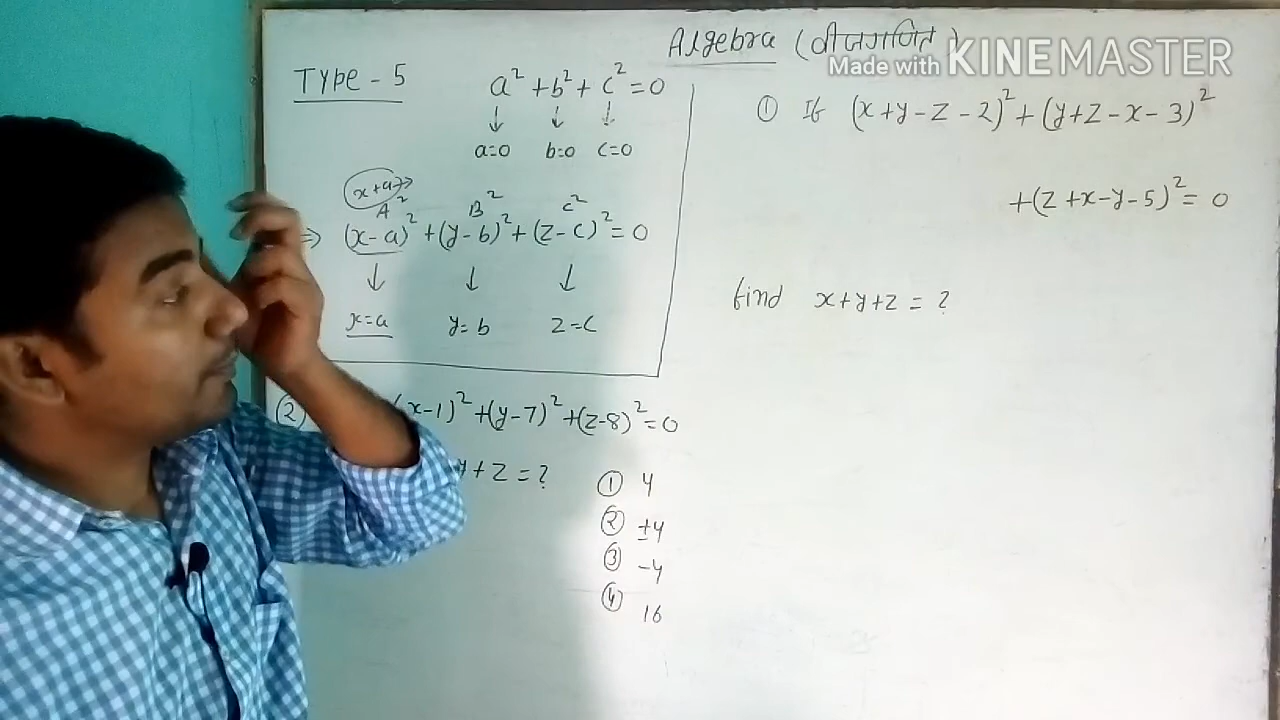 Algebra (बीजगणित)
Made with KINEMASTER
TYPE - 5
a² + b² + c² = 0
↓ ↓ ↓
a=0 b=0 c=0
x+a→
A² B² C²
⇒ (x-a)² + (y-b)² + (z-c)² = 0
↓ ↓ ↓
x=a y=b z=c
② (x-1)² + (y-7)² + (z-8)² = 0
y + z = ?
① 4
② ±4
③ -4
④ 16
① If (x+y-z-2)² + (y+z-x-3)²
+ (z+x-y-5)² = 0
find x+y+z = ?